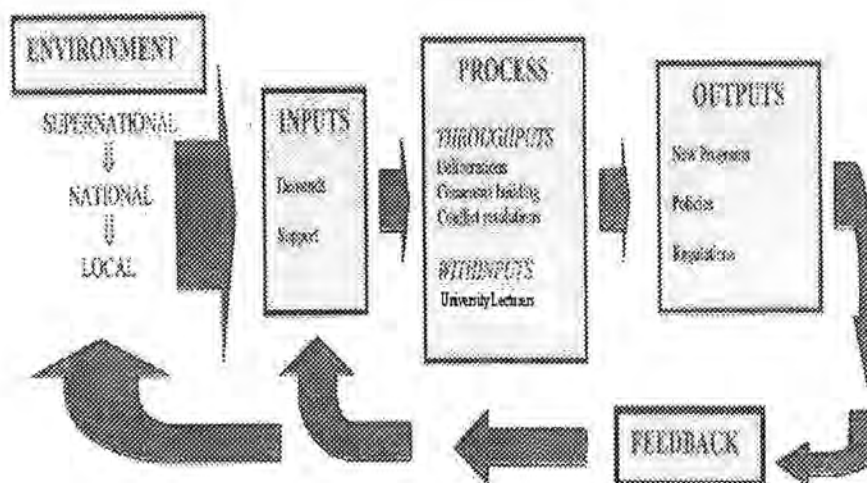 ENVIRONMENT
SUPERNATIONAL
NATIONAL
LOCAL
INPUTS
Demands
Support
PROCESS
THROUGHPUTS
Deliberations
Consensus building
Conflict resolutions
WITHINPUTS
University Lecturers
OUTPUTS
New Programs
Policies
Regulations
FEEDBACK